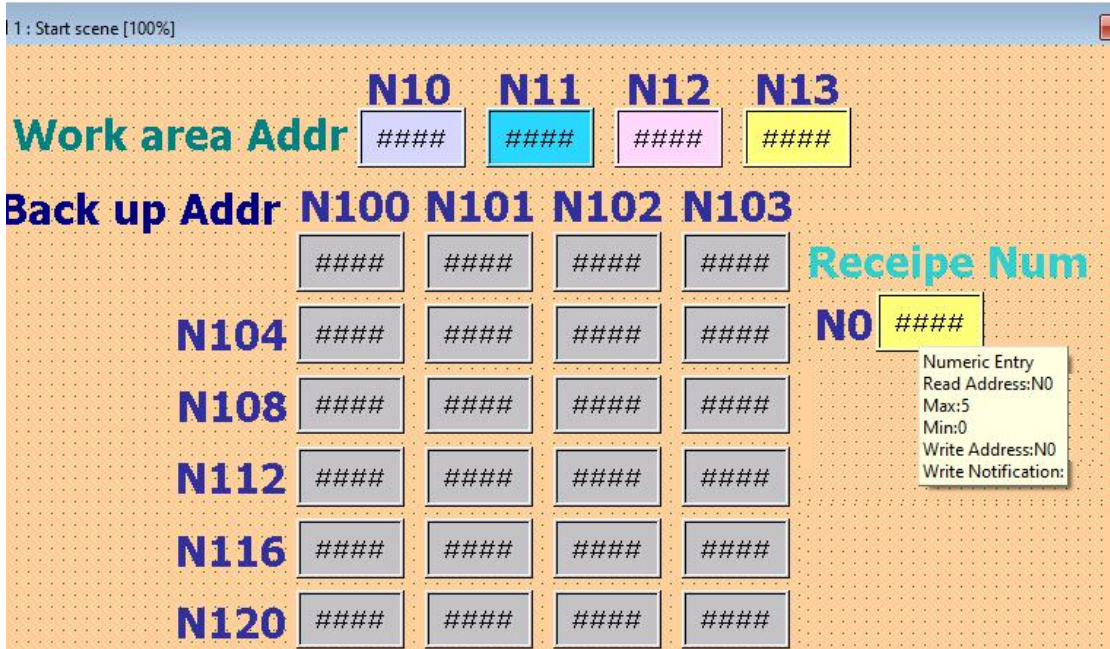 1 : Start scene [100%]
N10 N11 N12 N13
Work area Addr #### #### #### ####
Back up Addr N100 N101 N102 N103
#### #### #### ####
Receipe Num
N104 #### #### #### ####
N0 ####
Numeric Entry
Read Address:N0
Max:5
Min:0
Write Address:N0
Write Notification:
N108 #### #### #### ####
N112 #### #### #### ####
N116 #### #### #### ####
N120 #### #### #### ####